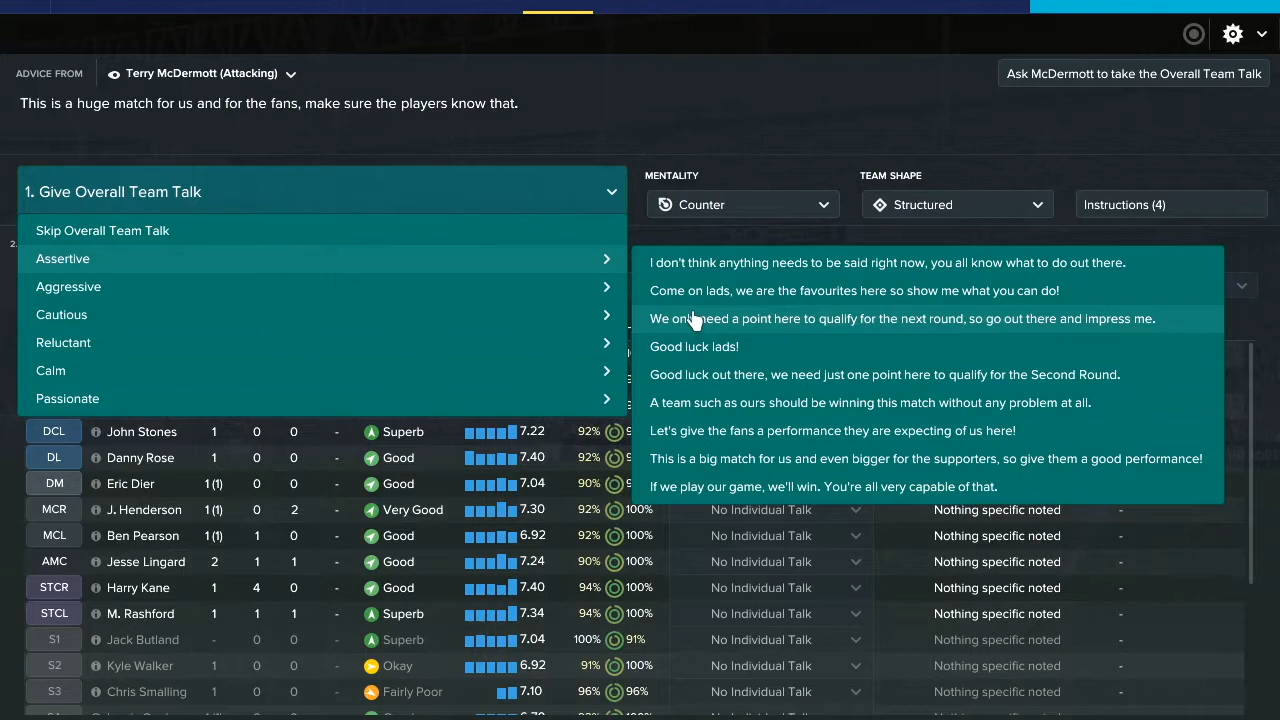 ADVICE FROM Terry McDermott (Attacking) Ask McDermott to take the Overall Team Talk
This is a huge match for us and for the fans, make sure the players know that.
1. Give Overall Team Talk
MENTALITY TEAM SHAPE
Counter Structured Instructions (4)
2.
Skip Overall Team Talk
Assertive
Aggressive
Cautious
Reluctant
Calm
Passionate
I don't think anything needs to be said right now, you all know what to do out there.
Come on lads, we are the favourites here so show me what you can do!
We only need a point here to qualify for the next round, so go out there and impress me.
Good luck lads!
Good luck out there, we need just one point here to qualify for the Second Round.
A team such as ours should be winning this match without any problem at all.
Let's give the fans a performance they are expecting of us here!
This is a big match for us and even bigger for the supporters, so give them a good performance!
If we play our game, we'll win. You're all very capable of that.
DCL John Stones 1 0 0 - Superb 7.22 92% 9
DL Danny Rose 1 0 0 - Good 7.40 92% 9
DM Eric Dier 1 (1) 0 0 - Good 7.04 90% 9
MCR J. Henderson 1 (1) 0 2 - Very Good 7.30 92% 100% No Individual Talk Nothing specific noted -
MCL Ben Pearson 1 (1) 1 0 - Good 6.92 92% 100% No Individual Talk Nothing specific noted -
AMC Jesse Lingard 2 1 1 - Good 7.24 90% 100% No Individual Talk Nothing specific noted -
STCR Harry Kane 1 4 0 - Good 7.40 94% 100% No Individual Talk Nothing specific noted -
STCL M. Rashford 1 1 1 - Superb 7.34 94% 100% No Individual Talk Nothing specific noted -
S1 Jack Butland - 0 0 - Superb 7.04 100% 91% No Individual Talk Nothing specific noted -
S2 Kyle Walker 1 0 0 - Okay 6.92 91% 100% No Individual Talk Nothing specific noted -
S3 Chris Smalling 1 0 0 - Fairly Poor 7.10 96% 96% No Individual Talk Nothing specific noted -